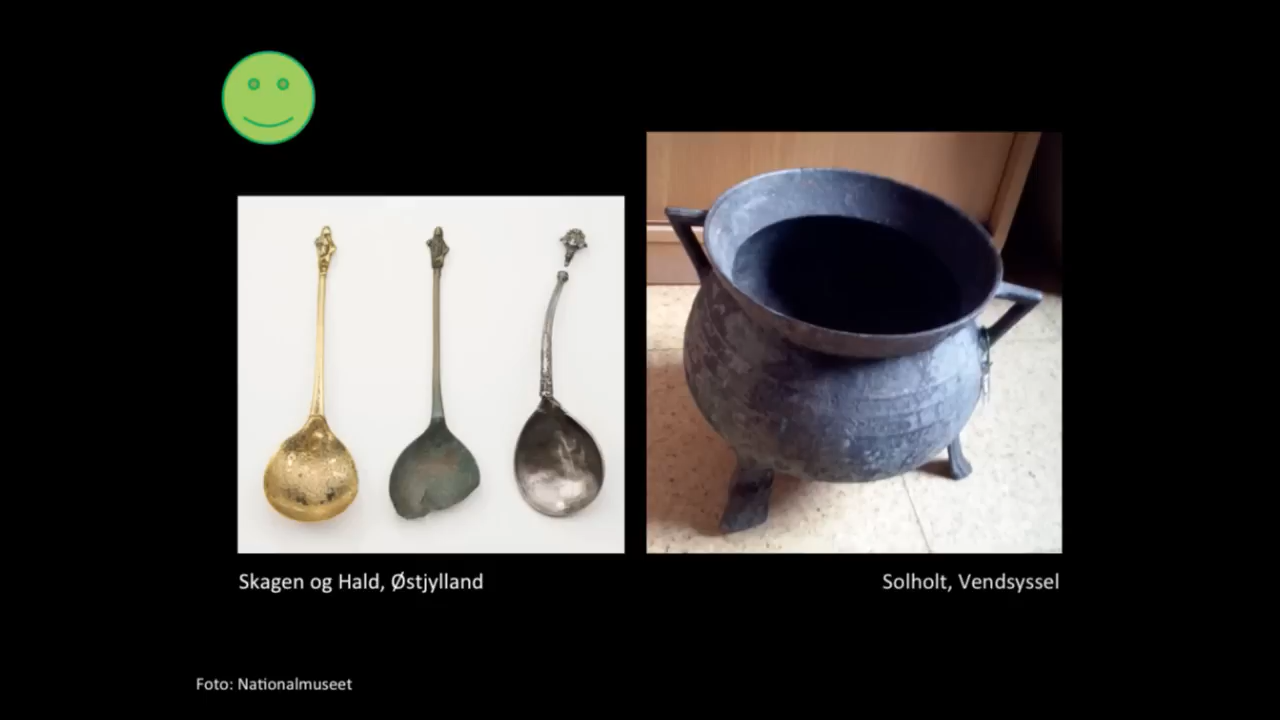 Skagen og Hald, Østjylland
Solholt, Vendsyssel
Foto: Nationalmuseet